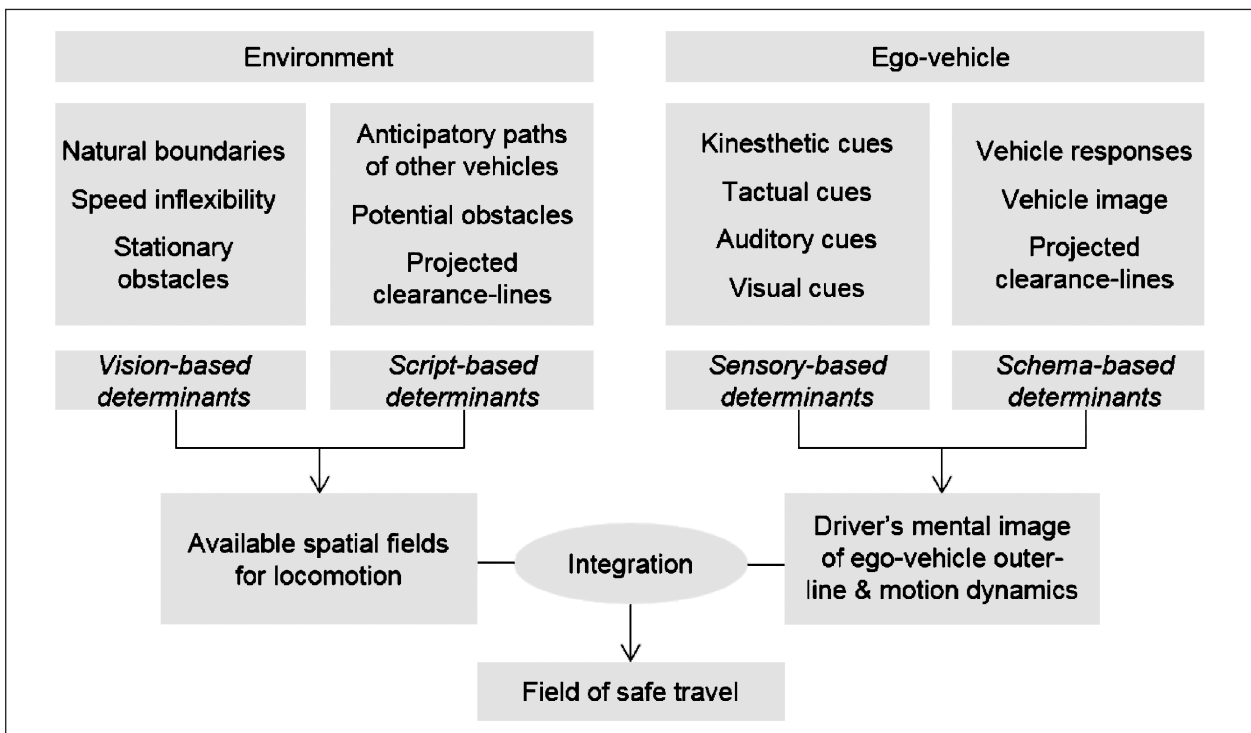 Environment
Ego-vehicle
Natural boundaries
Speed inflexibility
Stationary
obstacles
Anticipatory paths
of other vehicles
Potential obstacles
Projected
clearance-lines
Kinesthetic cues
Tactual cues
Auditory cues
Visual cues
Vehicle responses
Vehicle image
Projected
clearance-lines
Vision-based
determinants
Script-based
determinants
Sensory-based
determinants
Schema-based
determinants
Available spatial fields
for locomotion
Integration
Driver’s mental image
of ego-vehicle outer-
line & motion dynamics
Field of safe travel